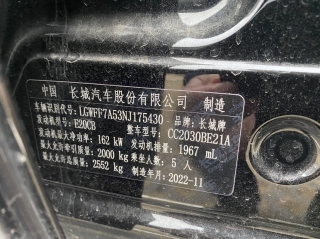 中国 长城汽车股份有限公司 制造
车辆识别代号: LGWFF7A53NJ175430 品牌: 长城牌
发动机型号: E20CB 整车型号: CC2030BE21A
发动机最大净功率: 162 kW 发动机排量: 1967 mL
最大允许牵引质量: 2000 kg 乘坐人数: 5 人
最大允许总质量: 2552 kg 制造年月: 2022-11